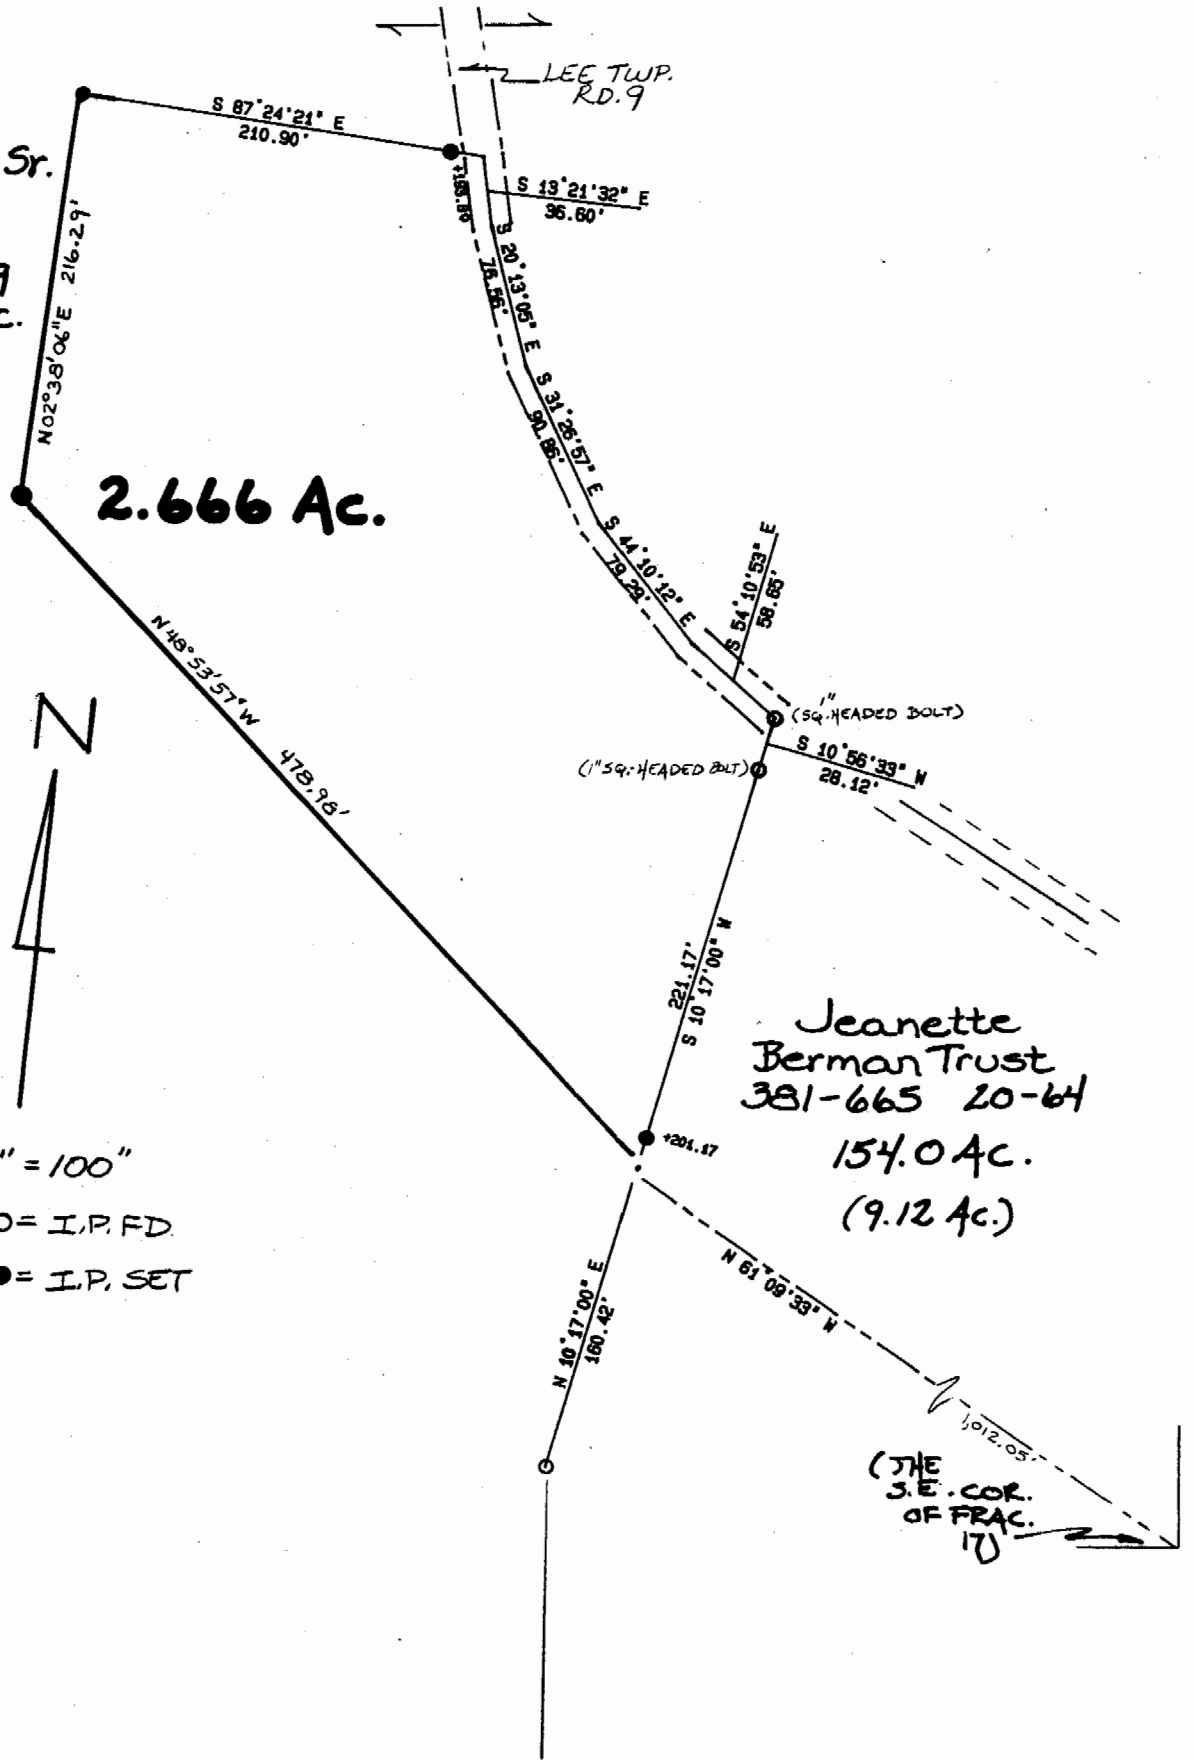 LEE TWP.
RD. 9
S 87°24'21" E
210.90'
Sr.
S 13°21'32" E
36.60'
N 02°38'06" E 216.29'
S 20°13'05" E
76.56'
S 31°26'57" E
90.86'
2.666 Ac.
S 44°10'12" E
79.29'
S 54°10'53" E
58.65'
N 48°53'57" W 478.98'
N
1"
(SQ. HEADED BOLT)
(1" SQ. HEADED BOLT)
S 10°56'33" W
28.12'
221.17'
S 10°17'00" W
Jeanette
Berman Trust
381-665 20-64
154.0 Ac.
(9.12 Ac.)
+201.17
" = 100"
O = I.P. FD.
● = I.P. SET
N 10°17'00" E
160.42'
N 61°09'33" W
1,012.05'
(THE
S.E. COR.
OF FRAC.
17)